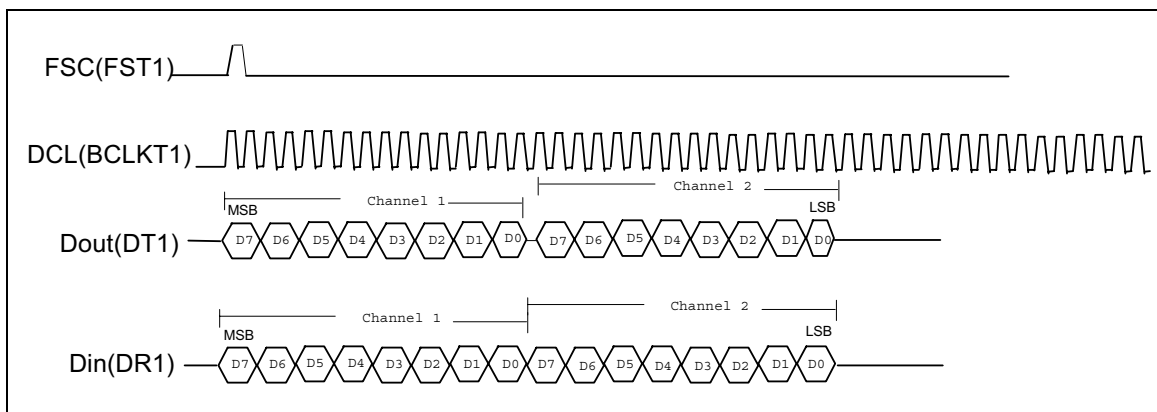 FSC(FST1)
DCL(BCLKT1)
Channel 1
Channel 2
MSB
LSB
Dout(DT1)
D7 D6 D5 D4 D3 D2 D1 D0 D7 D6 D5 D4 D3 D2 D1 D0
Channel 1
Channel 2
MSB
LSB
Din(DR1)
D7 D6 D5 D4 D3 D2 D1 D0 D7 D6 D5 D4 D3 D2 D1 D0